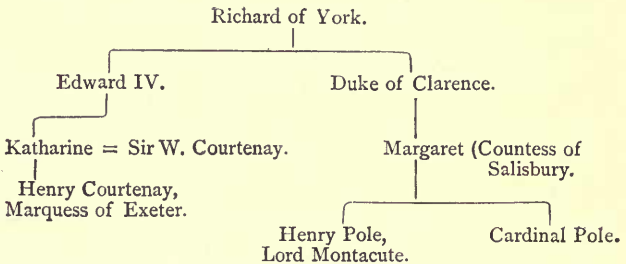 Richard of York.
Edward IV.
Duke of Clarence.
Katharine = Sir W. Courtenay.
Margaret (Countess of
Salisbury.
Henry Courtenay,
Marquess of Exeter.
Henry Pole,
Lord Montacute.
Cardinal Pole.